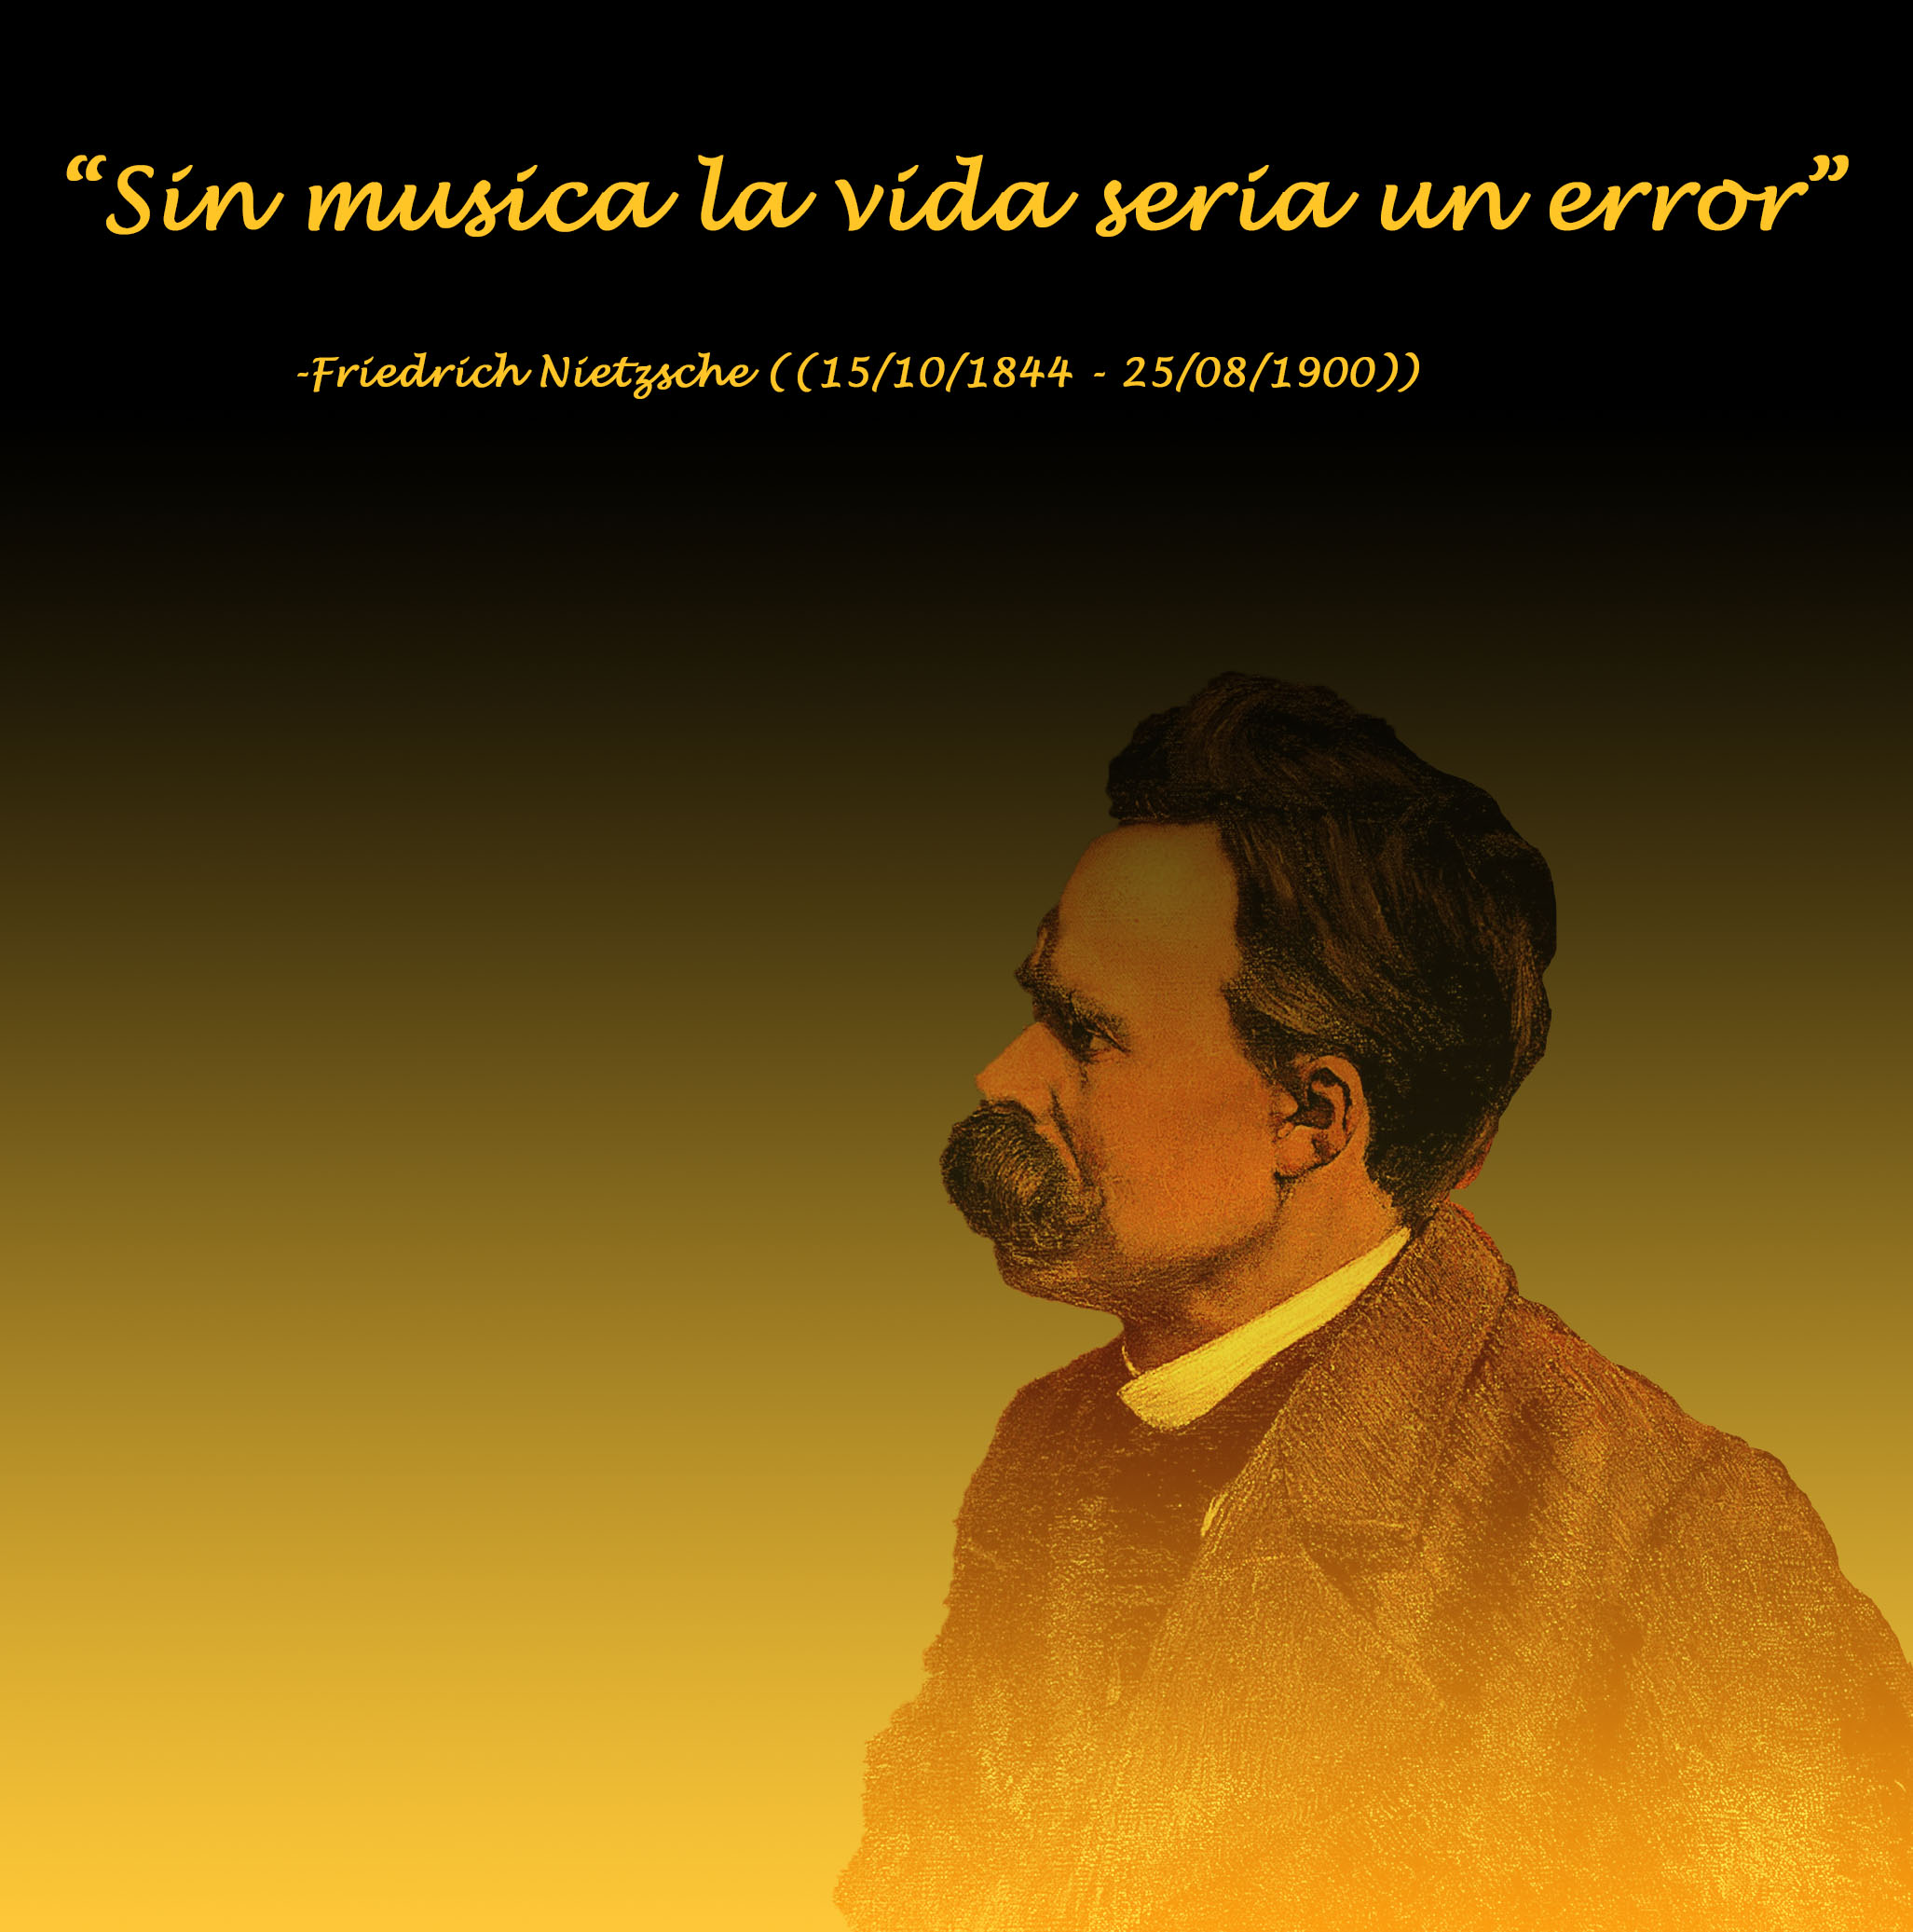 “Sin musica la vida seria un error”
-Friedrich Nietzsche ((15/10/1844 - 25/08/1900))